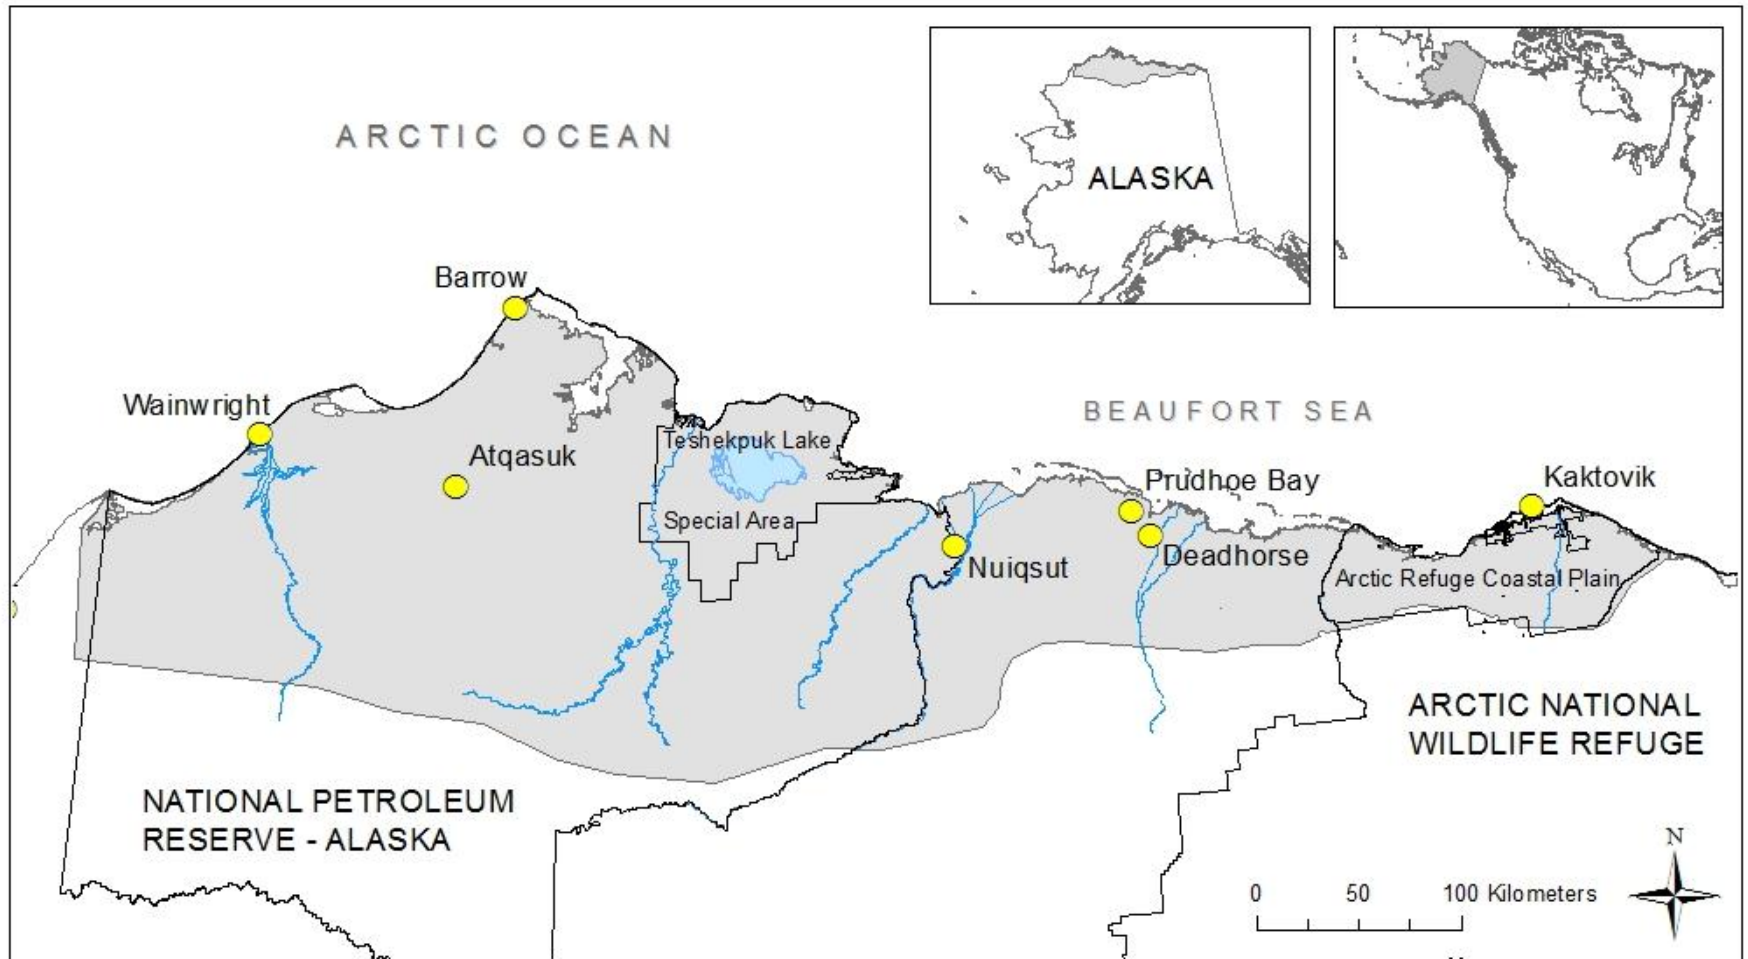 ARCTIC OCEAN
ALASKA
Barrow
Wainwright
Atqasuk
Teshekpuk Lake
Special Area
BEAUFORT SEA
Prudhoe Bay
Deadhorse
Nuiqsut
Kaktovik
Arctic Refuge Coastal Plain
ARCTIC NATIONAL
WILDLIFE REFUGE
NATIONAL PETROLEUM
RESERVE - ALASKA
N
0 50 100 Kilometers